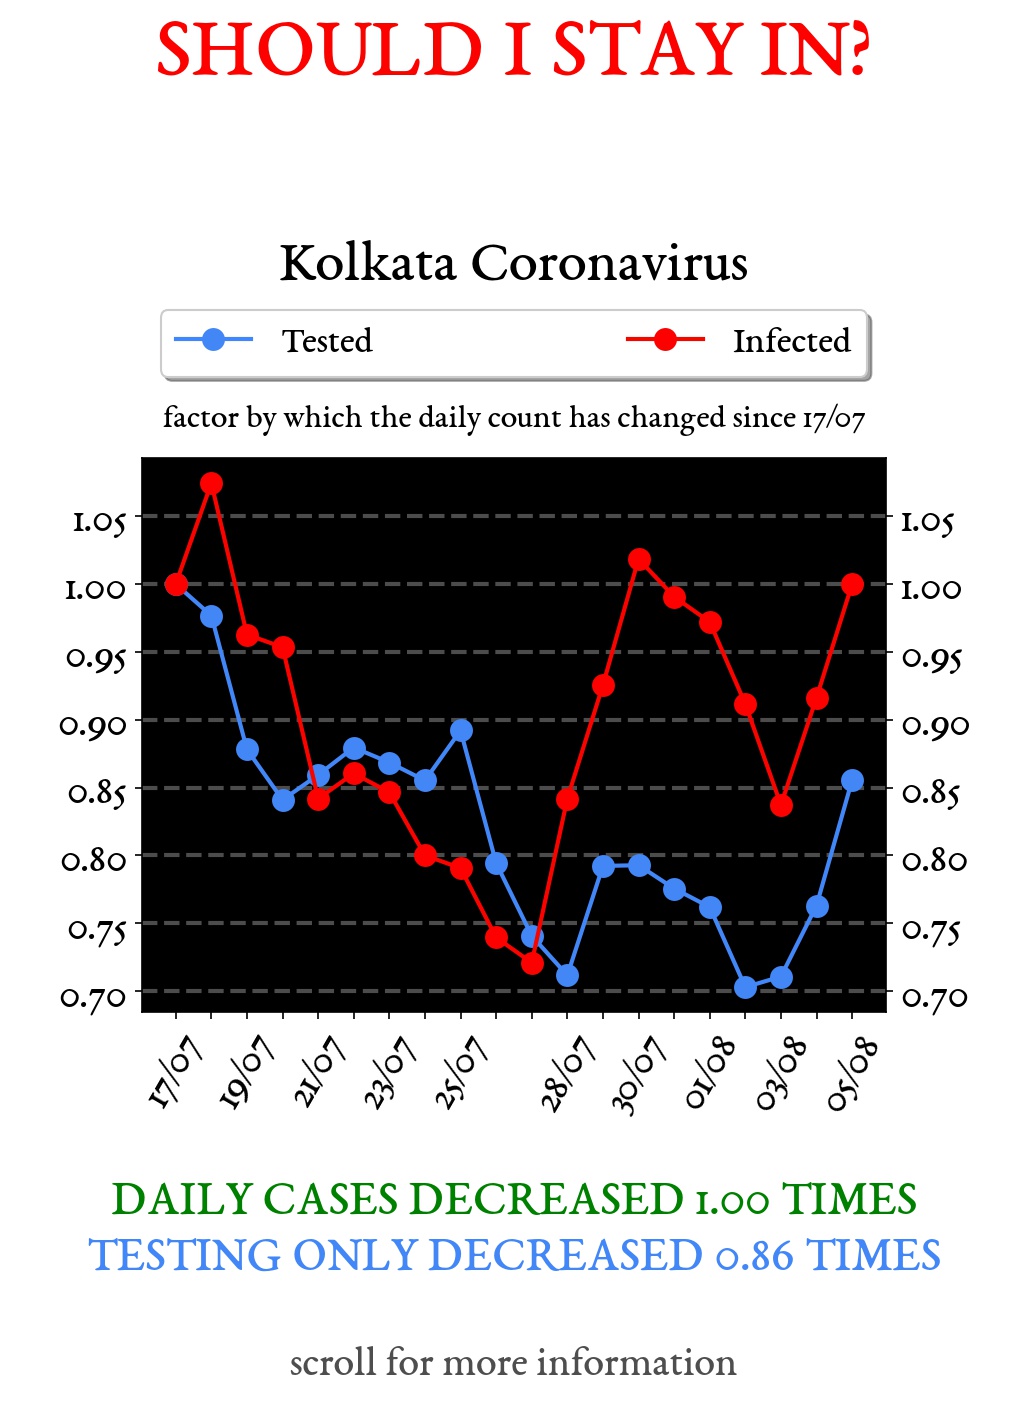 SHOULD I STAY IN?
Kolkata Coronavirus
Tested Infected
factor by which the daily count has changed since 17/07
1.05 1.05
1.00 1.00
0.95 0.95
0.90 0.90
0.85 0.85
0.80 0.80
0.75 0.75
0.70 0.70
17/07 19/07 21/07 23/07 25/07 28/07 30/07 01/08 03/08 05/08
DAILY CASES DECREASED 1.00 TIMES
TESTING ONLY DECREASED 0.86 TIMES
scroll for more information